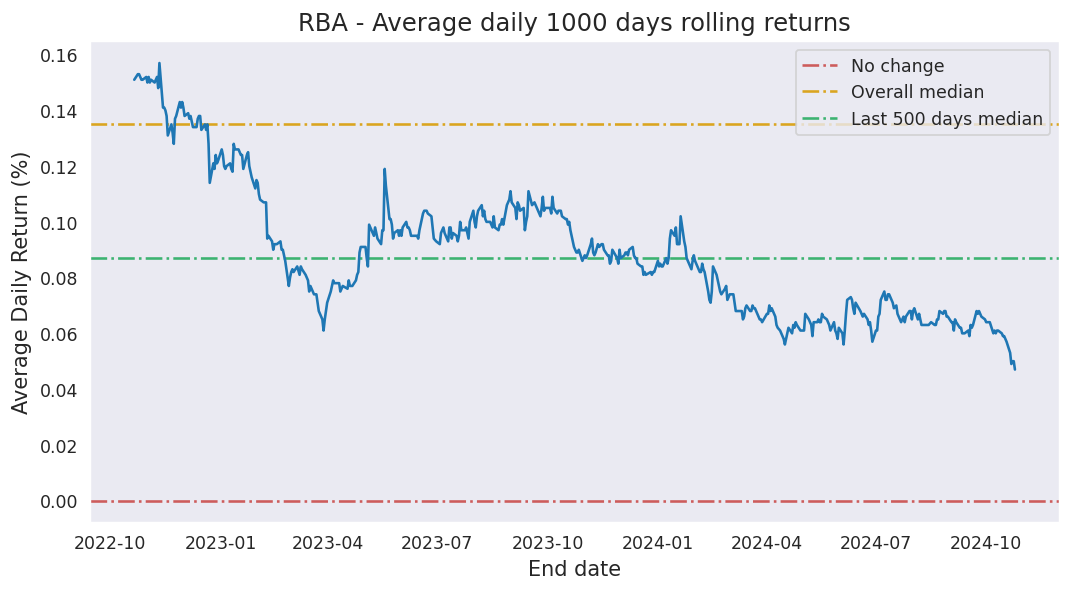 RBA - Average daily 1000 days rolling returns
No change
Overall median
Last 500 days median
Average Daily Return (%)
0.16
0.14
0.12
0.10
0.08
0.06
0.04
0.02
0.00
2022-10 2023-01 2023-04 2023-07 2023-10 2024-01 2024-04 2024-07 2024-10
End date